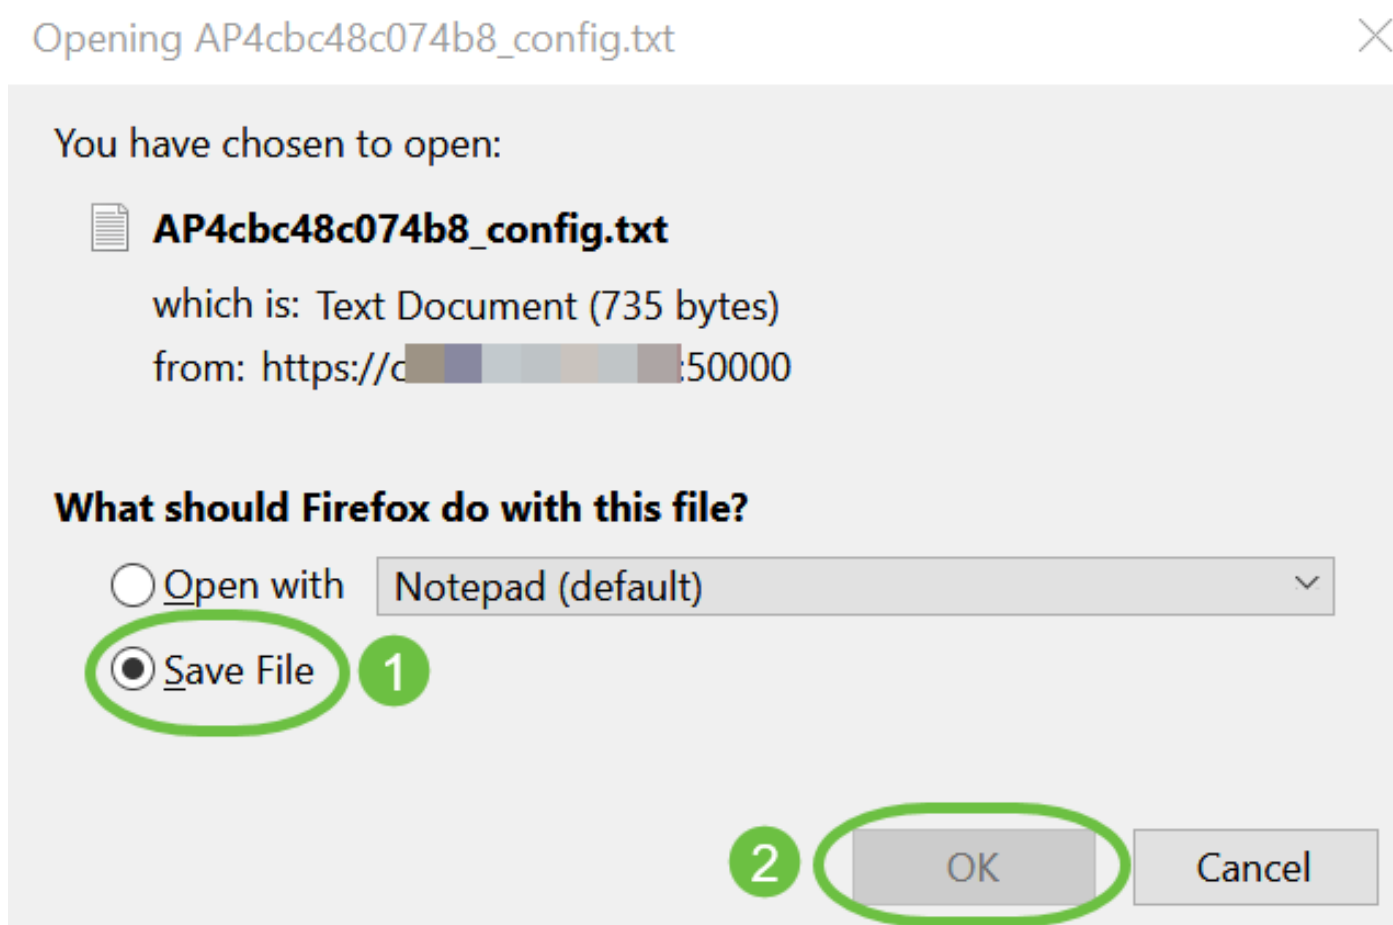 Opening AP4cbc48c074b8_config.txt
You have chosen to open:
AP4cbc48c074b8_config.txt
which is: Text Document (735 bytes)
from: https://c :50000
What should Firefox do with this file?
Open with Notepad (default)
Save File 1
2 OK Cancel